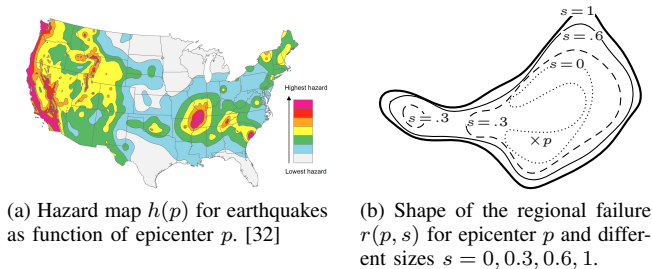 Highest hazard
Lowest hazard
(a) Hazard map h(p) for earthquakes
as function of epicenter p. [32]
s = 1
s = .6
s = 0
s = .3
s = .3
×p
(b) Shape of the regional failure
r(p, s) for epicenter p and differ-
ent sizes s = 0, 0.3, 0.6, 1.